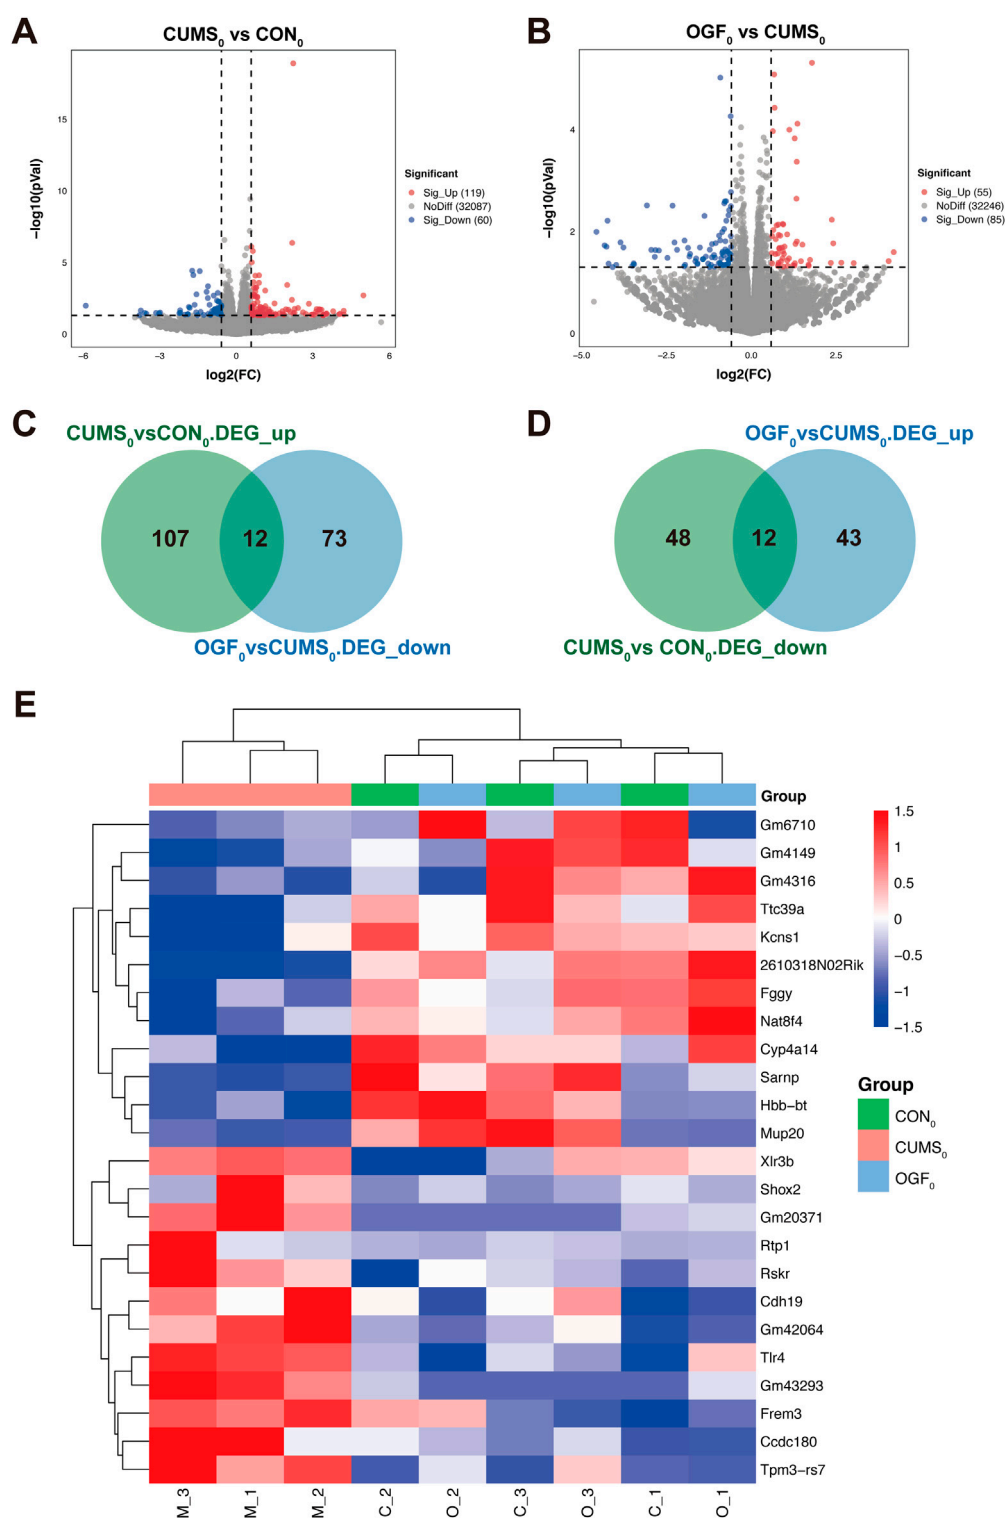 A
CUMS0 vs CON0
−log10(pVal)
15
10
5
0
−6 −3 0 3 6
log2(FC)
Significant
Sig_Up (119)
NoDiff (32087)
Sig_Down (60)
B
OGF0 vs CUMS0
−log10(pVal)
4
2
0
−5.0 −2.5 0.0 2.5
log2(FC)
Significant
Sig_Up (55)
NoDiff (32246)
Sig_Down (85)
C
CUMS0vsCON0.DEG_up
107 12 73
OGF0vsCUMS0.DEG_down
D
OGF0vsCUMS0.DEG_up
48 12 43
CUMS0vs CON0.DEG_down
E
Group
Gm6710
Gm4149
Gm4316
Ttc39a
Kcns1
2610318N02Rik
Fggy
Nat8f4
Cyp4a14
Sarnp
Hbb−bt
Mup20
Xlr3b
Shox2
Gm20371
Rtp1
Rskr
Cdh19
Gm42064
Tlr4
Gm43293
Frem3
Ccdc180
Tpm3−rs7
M_3 M_1 M_2 C_2 O_2 C_3 O_3 C_1 O_1
1.5
1
0.5
0
−0.5
−1
−1.5
Group
CON0
CUMS0
OGF0